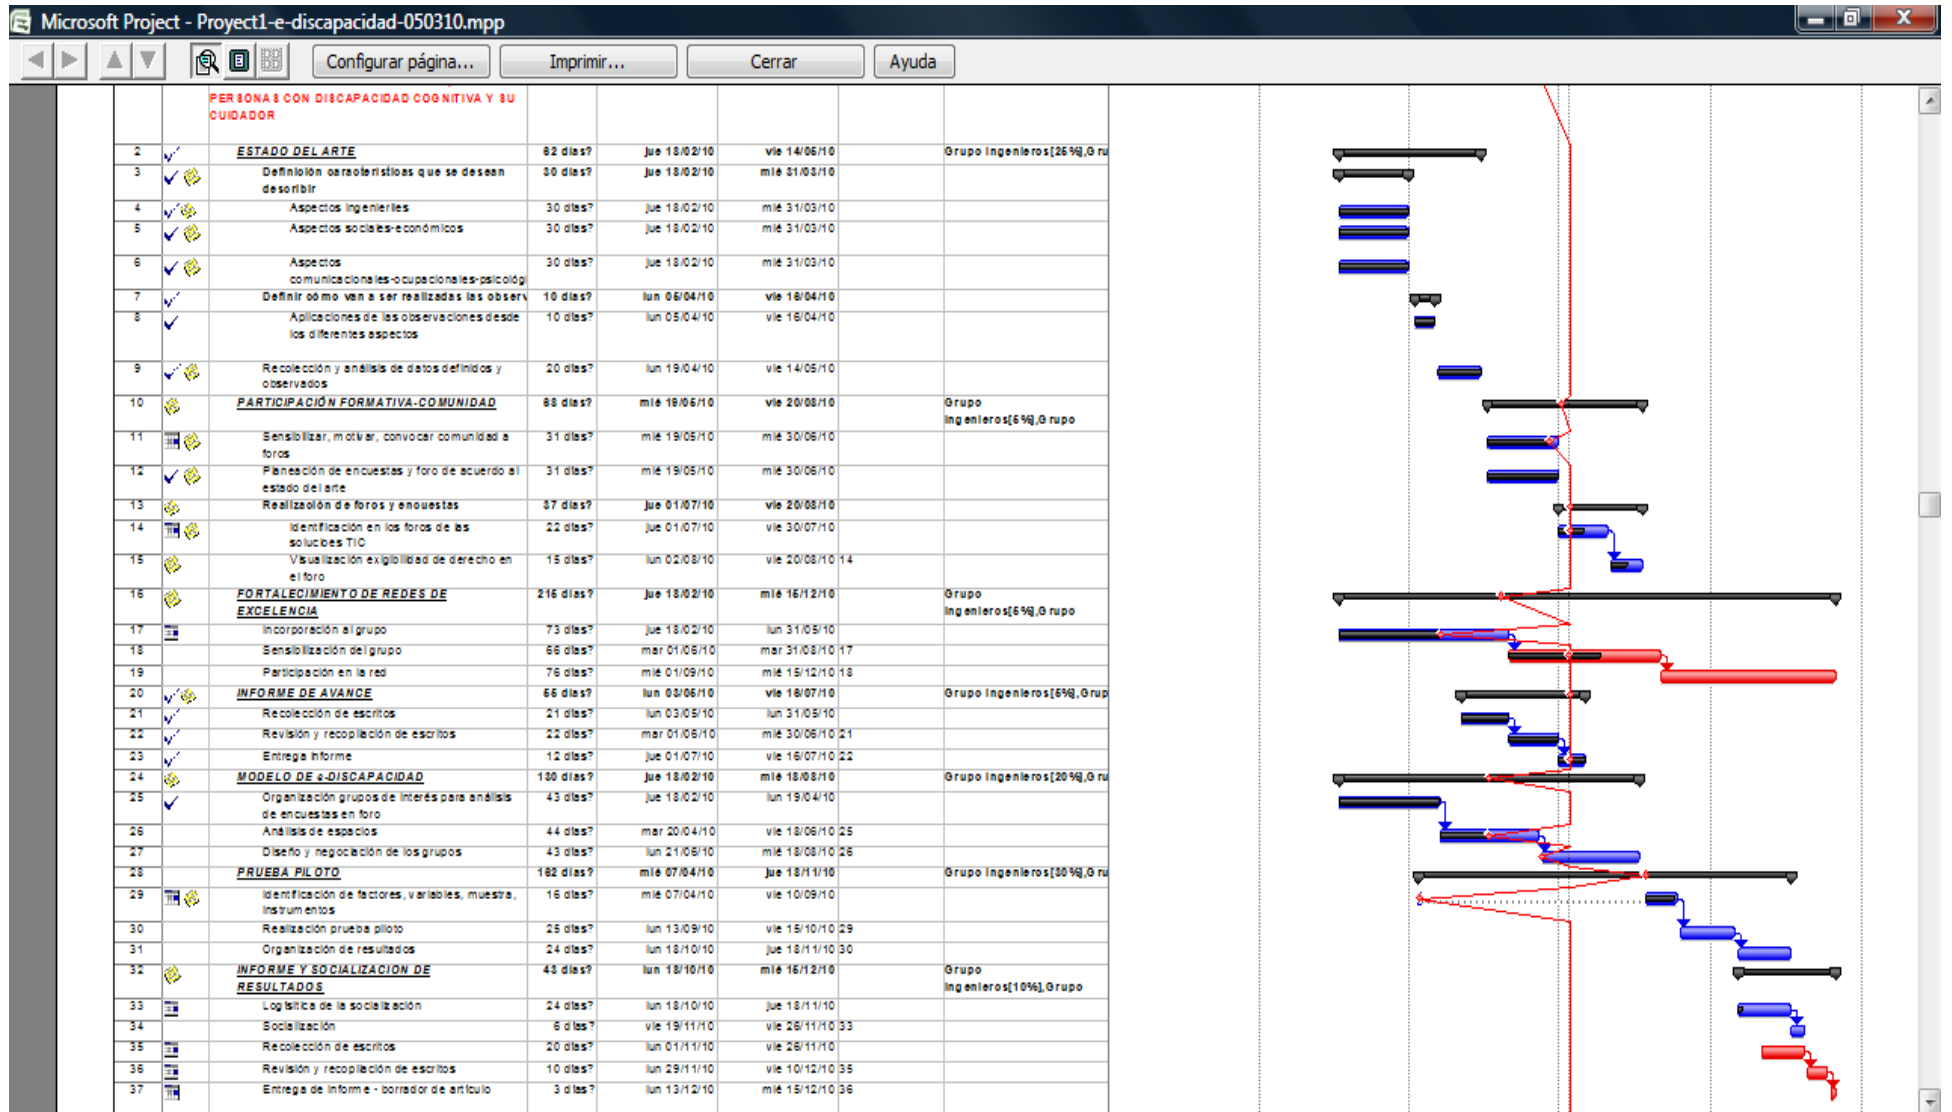 Microsoft Project - Proyect1-e-discapacidad-050310.mpp
Configurar página... Imprimir... Cerrar Ayuda
PERSONAS CON DISCAPACIDAD COGNITIVA Y SU
CUIDADOR
2 ESTADO DEL ARTE 62 días? jue 18/02/10 vie 14/05/10 Grupo Ingenieros[25%],Gru
3 Definición características que se desean 30 días? jue 18/02/10 mié 31/03/10
describir
4 Aspectos Ingenieriles 30 días? jue 18/02/10 mié 31/03/10
5 Aspectos sociales-económicos 30 días? jue 18/02/10 mié 31/03/10
6 Aspectos 30 días? jue 18/02/10 mié 31/03/10
comunicacionales-ocupacionales-psicológi
7 Definir cómo van a ser realizadas las observ 10 días? lun 05/04/10 vie 16/04/10
8 Aplicaciones de las observaciones desde 10 días? lun 05/04/10 vie 16/04/10
los diferentes aspectos
9 Recolección y análisis de datos definidos y 20 días? lun 19/04/10 vie 14/05/10
observados
10 PARTICIPACIÓN FORMATIVA-COMUNIDAD 68 días? mié 19/05/10 vie 20/08/10 Grupo
Ingenieros[5%],Grupo
11 Sensibilizar, motivar, convocar comunidad a 31 días? mié 19/05/10 mié 30/06/10
foros
12 Planeación de encuestas y foro de acuerdo al 31 días? mié 19/05/10 mié 30/06/10
estado del arte
13 Realización de foros y encuestas 37 días? jue 01/07/10 vie 20/08/10
14 Identificación en los foros de las 22 días? jue 01/07/10 vie 30/07/10
soluciones TIC
15 Visualización exigibilidad de derecho en 15 días? lun 02/08/10 vie 20/08/10 14
el foro
16 FORTALECIMIENTO DE REDES DE 215 días? jue 18/02/10 mié 15/12/10 Grupo
EXCELENCIA Ingenieros[5%],Grupo
17 Incorporación al grupo 73 días? jue 18/02/10 lun 31/05/10
18 Sensibilización del grupo 66 días? mar 01/06/10 mar 31/08/10 17
19 Participación en la red 76 días? mié 01/09/10 mié 15/12/10 18
20 INFORME DE AVANCE 55 días? lun 03/05/10 vie 16/07/10 Grupo Ingenieros[5%],Grup
21 Recolección de escritos 21 días? lun 03/05/10 lun 31/05/10
22 Revisión y recopilación de escritos 22 días? mar 01/06/10 mié 30/06/10 21
23 Entrega Informe 12 días? jue 01/07/10 vie 16/07/10 22
24 MODELO DE e-DISCAPACIDAD 130 días? jue 18/02/10 mié 18/08/10 Grupo Ingenieros[20%],Gru
25 Organización grupos de interés para análisis 43 días? jue 18/02/10 lun 19/04/10
de encuestas en foro
26 Análisis de espacios 44 días? mar 20/04/10 vie 18/06/10 25
27 Diseño y negociación de los grupos 43 días? lun 21/06/10 mié 18/08/10 26
28 PRUEBA PILOTO 162 días? mié 07/04/10 jue 18/11/10 Grupo Ingenieros[30%],Gru
29 Identificación de factores, variables, muestra, 16 días? mié 07/04/10 vie 10/09/10
Instrumentos
30 Realización prueba piloto 25 días? lun 13/09/10 vie 15/10/10 29
31 Organización de resultados 24 días? lun 18/10/10 jue 18/11/10 30
32 INFORME Y SOCIALIZACION DE 43 días? lun 18/10/10 mié 15/12/10 Grupo
RESULTADOS Ingenieros[10%],Grupo
33 Logísitica de la socialización 24 días? lun 18/10/10 jue 18/11/10
34 Socialización 6 días? vie 19/11/10 vie 26/11/10 33
35 Recolección de escritos 20 días? lun 01/11/10 vie 26/11/10
36 Revisión y recopilación de escritos 10 días? lun 29/11/10 vie 10/12/10 35
37 Entrega de Informe - borrador de artículo 3 días? lun 13/12/10 mié 15/12/10 36